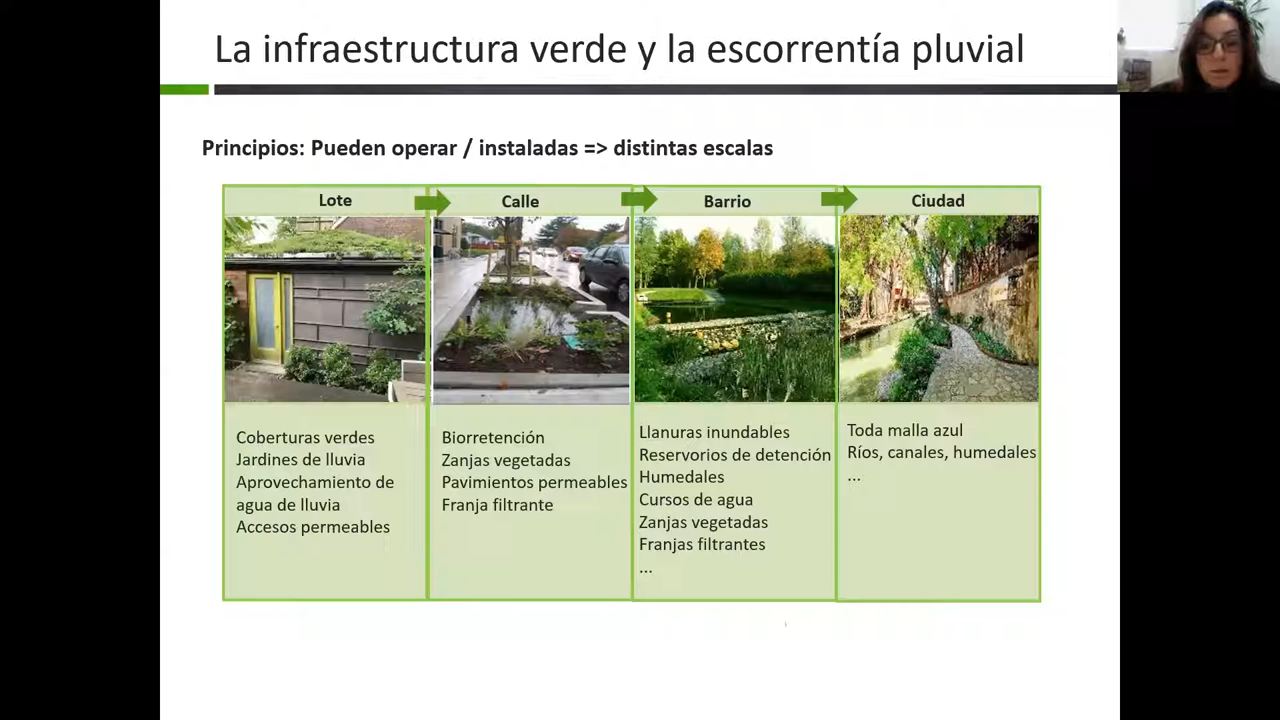 La infraestructura verde y la escorrentía pluvial
Principios: Pueden operar / instaladas => distintas escalas
Lote
Coberturas verdes
Jardines de lluvia
Aprovechamiento de
agua de lluvia
Accesos permeables
Calle
Biorretención
Zanjas vegetadas
Pavimientos permeables
Franja filtrante
Barrio
Llanuras inundables
Reservorios de detención
Humedales
Cursos de agua
Zanjas vegetadas
Franjas filtrantes
...
Ciudad
Toda malla azul
Ríos, canales, humedales
...